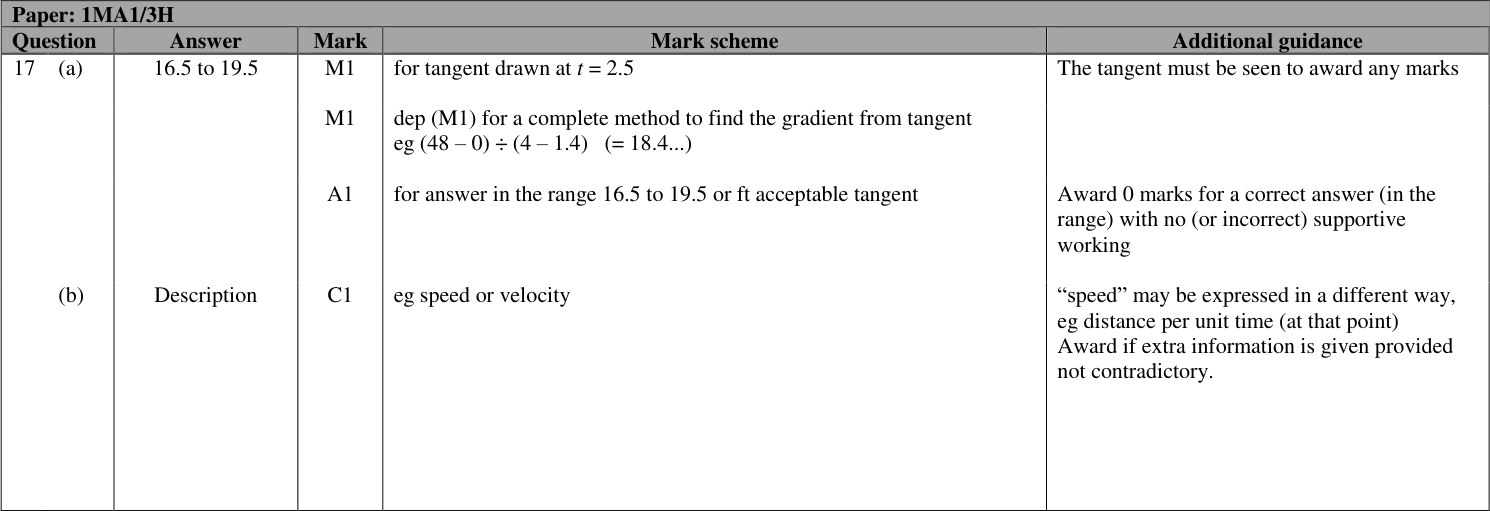 Paper: 1MA1/3H
Question Answer Mark Mark scheme Additional guidance
17 (a) 16.5 to 19.5 M1 for tangent drawn at t = 2.5 The tangent must be seen to award any marks
M1 dep (M1) for a complete method to find the gradient from tangent
eg (48 – 0) ÷ (4 – 1.4) (= 18.4...)
A1 for answer in the range 16.5 to 19.5 or ft acceptable tangent Award 0 marks for a correct answer (in the
range) with no (or incorrect) supportive
working
(b) Description C1 eg speed or velocity “speed” may be expressed in a different way,
eg distance per unit time (at that point)
Award if extra information is given provided
not contradictory.